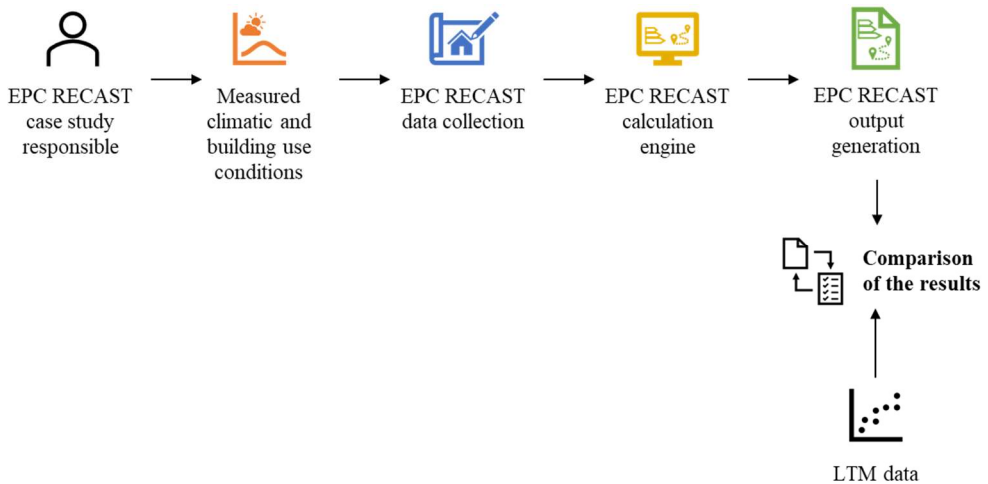 EPC RECAST
case study
responsible
Measured
climatic and
building use
conditions
EPC RECAST
data collection
EPC RECAST
calculation
engine
EPC RECAST
output
generation
Comparison
of the results
LTM data